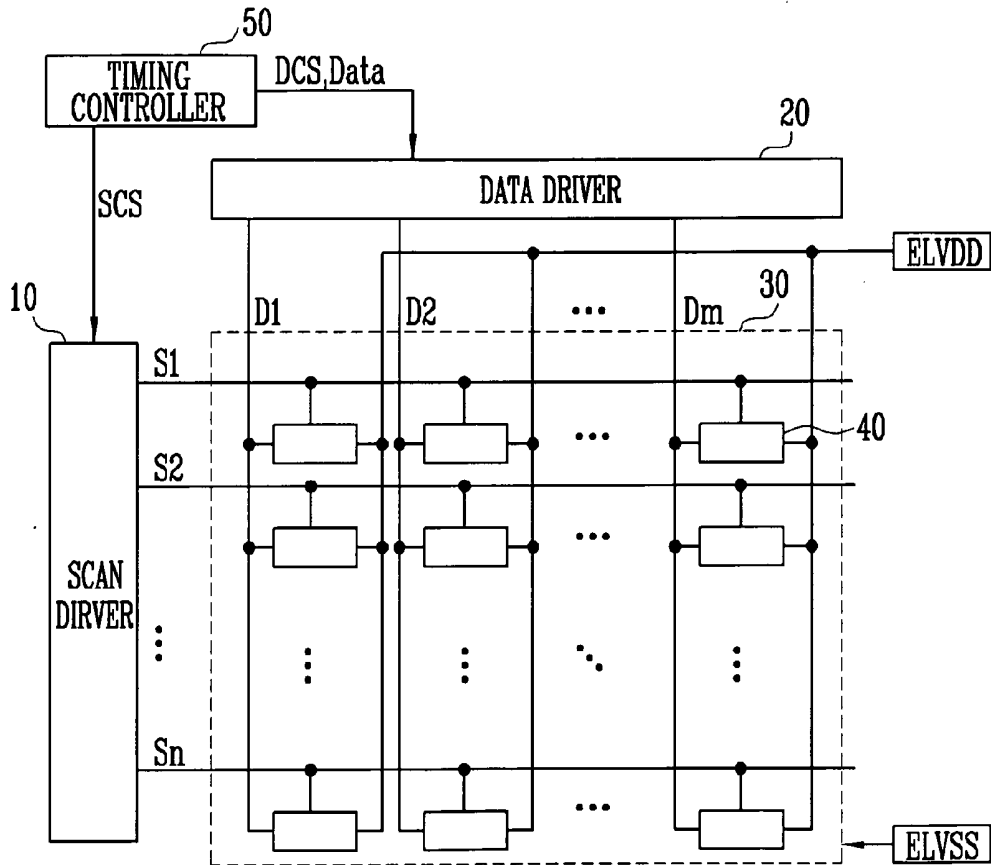 50
TIMING
CONTROLLER
DCS,Data
20
DATA DRIVER
SCS
ELVDD
10
D1
D2
...
Dm
30
S1
40
...
S2
...
SCAN
DIRVER
Sn
...
ELVSS